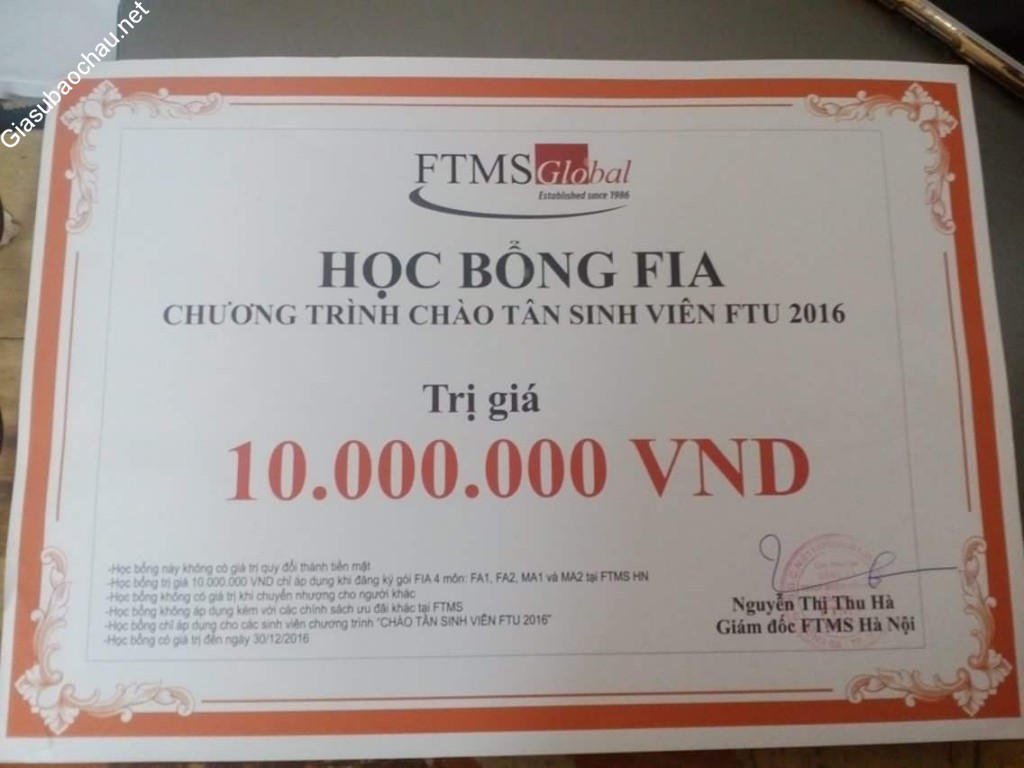 Giasubaochau.net
FTMS Global
Established since 1986
HỌC BỔNG FIA
CHƯƠNG TRÌNH CHÀO TÂN SINH VIÊN FTU 2016
Trị giá
10.000.000 VND
-Học bổng này không có giá trị quy đổi thành tiền mặt
-Học bổng trị giá 10.000.000 VND chỉ áp dụng khi đăng ký gói FIA 4 môn: FA1, FA2, MA1 và MA2 tại FTMS HN
-Học bổng không có giá trị khi chuyển nhượng cho người khác
-Học bổng không áp dụng kèm với các chính sách ưu đãi khác tại FTMS
-Học bổng chỉ áp dụng cho các sinh viên chương trình "CHÀO TÂN SINH VIÊN FTU 2016"
-Học bổng có giá trị đến ngày 30/12/2016
Nguyễn Thị Thu Hà
Giám đốc FTMS Hà Nội